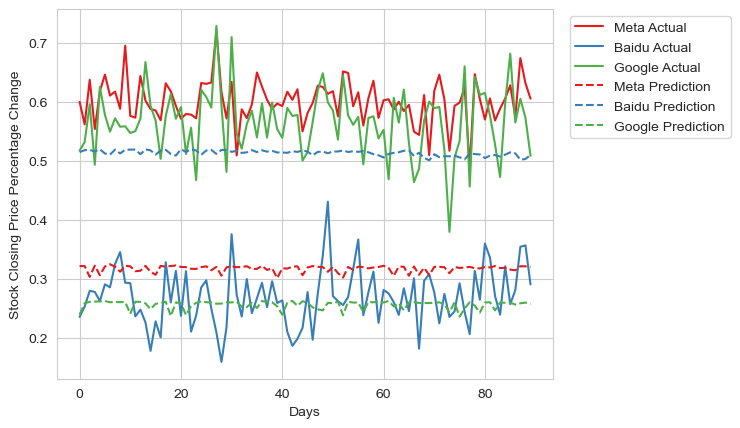 Stock Closing Price Percentage Change
0.7
0.6
0.5
0.4
0.3
0.2
0
20
40
60
80
Days
Meta Actual
Baidu Actual
Google Actual
Meta Prediction
Baidu Prediction
Google Prediction